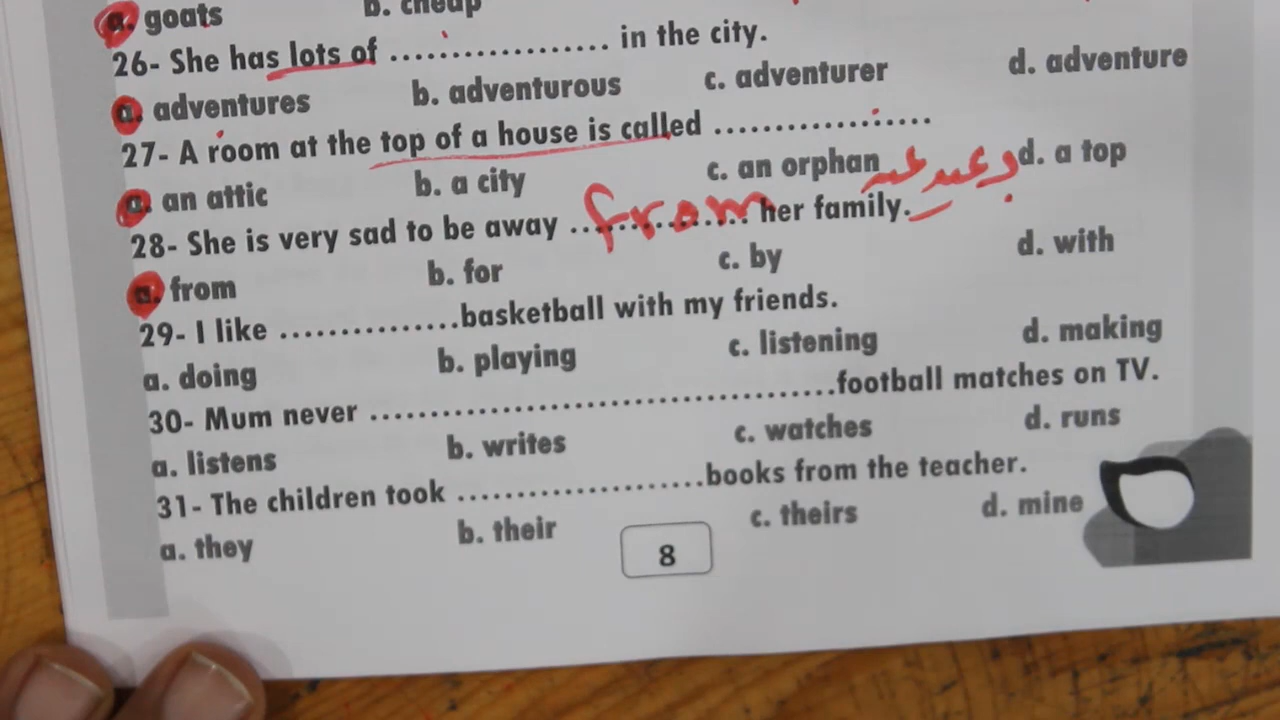 a. goats b. cheap
26- She has lots of .................. in the city.
a. adventures b. adventurous c. adventurer d. adventure
27- A room at the top of a house is called ..................
a. an attic b. a city c. an orphan d. a top
28- She is very sad to be away ...from... her family.
a. from b. for c. by d. with
29- I like ...............basketball with my friends.
a. doing b. playing c. listening d. making
30- Mum never ......................................football matches on TV.
a. listens b. writes c. watches d. runs
31- The children took .....................books from the teacher.
a. they b. their c. theirs d. mine
8